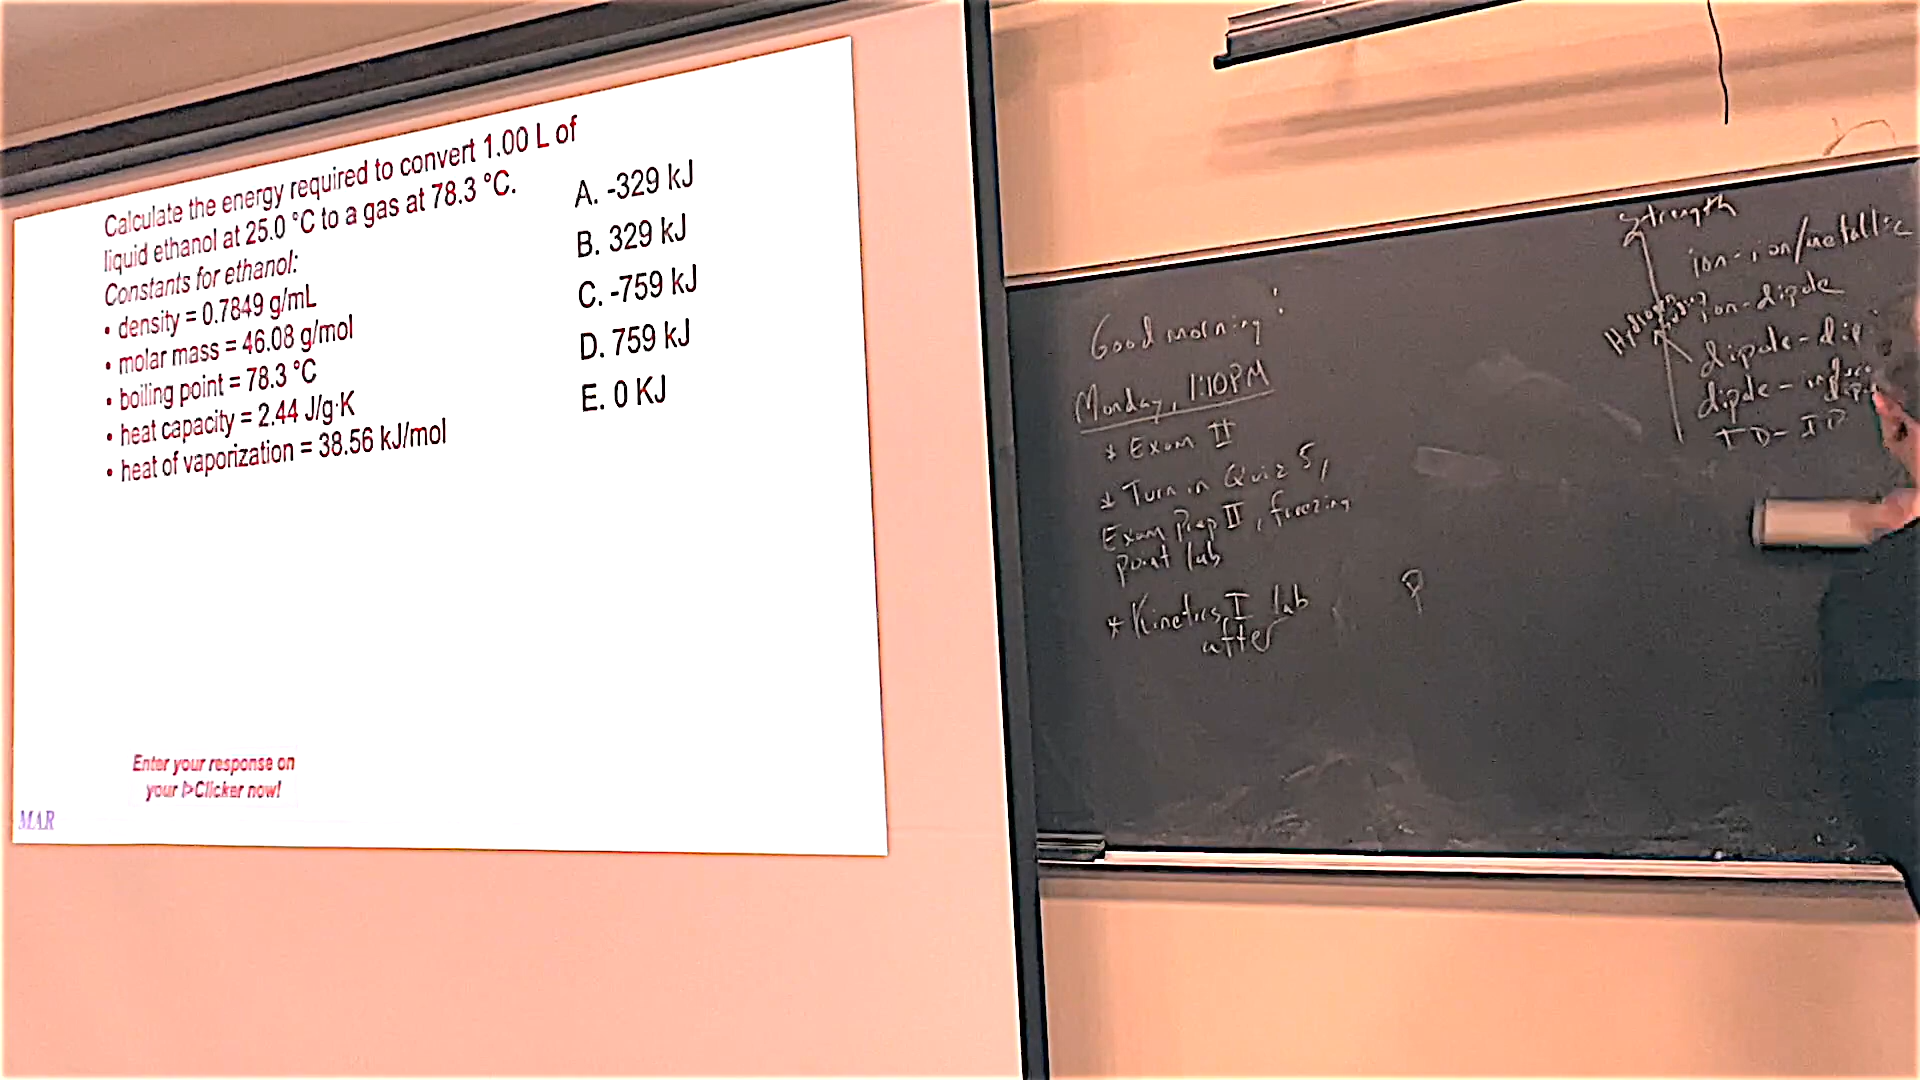 Calculate the energy required to convert 1.00 L of
liquid ethanol at 25.0 °C to a gas at 78.3 °C.
Constants for ethanol:
• density = 0.7849 g/mL
• molar mass = 46.08 g/mol
• boiling point = 78.3 °C
• heat capacity = 2.44 J/g·K
• heat of vaporization = 38.56 kJ/mol
A. -329 kJ
B. 329 kJ
C. -759 kJ
D. 759 kJ
E. 0 KJ
Enter your response on
your I>Clicker now!
MAR
Good morning!
Monday, 1:10PM
* Exam II
* Turn in Quiz 5,
Exam Prep II, freezing
point lab
* Kinetics I lab
after
Strength
ion-ion/metallic
ion-dipole
Hydrogen
dipole-dip
dipole-
ID-ID